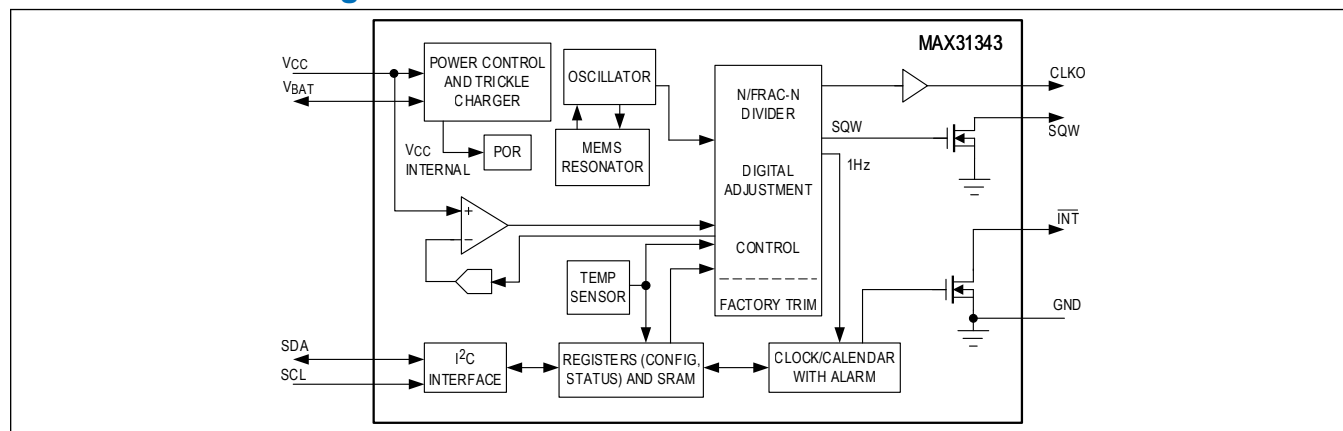 MAX31343
VCC
VBAT
POWER CONTROL
AND TRICKLE
CHARGER
VCC
INTERNAL
POR
OSCILLATOR
MEMS
RESONATOR
N/FRAC-N
DIVIDER
DIGITAL
ADJUSTMENT
CONTROL
FACTORY TRIM
SQW
1Hz
CLKO
SQW
INT
GND
+
−
TEMP
SENSOR
SDA
SCL
I2C
INTERFACE
REGISTERS (CONFIG,
STATUS) AND SRAM
CLOCK/CALENDAR
WITH ALARM